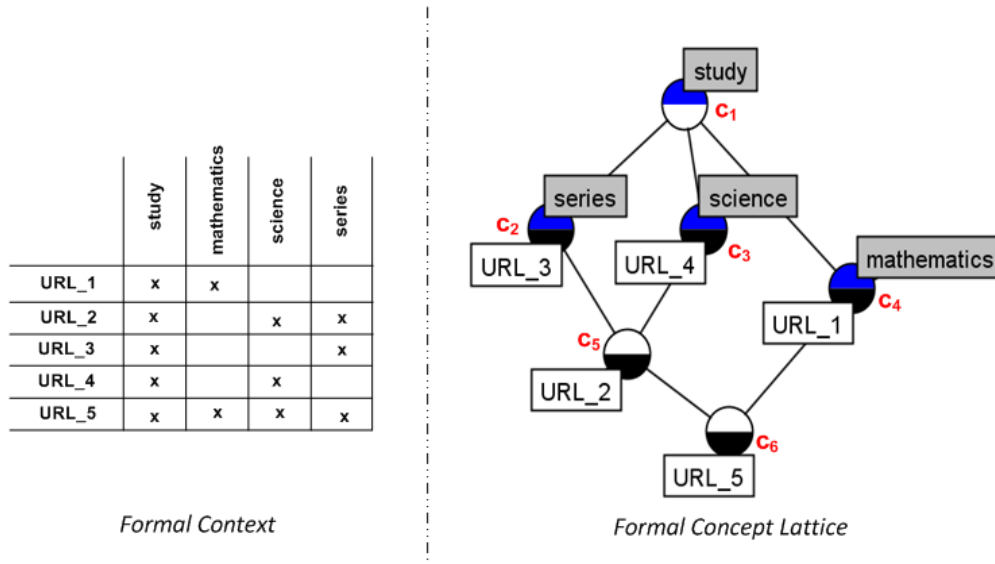 study mathematics science series
URL_1 x x
URL_2 x x x
URL_3 x x
URL_4 x x
URL_5 x x x x
Formal Context
study
c1
series science
c2 c3
URL_3 URL_4
mathematics
c4
URL_1
c5
URL_2
c6
URL_5
Formal Concept Lattice